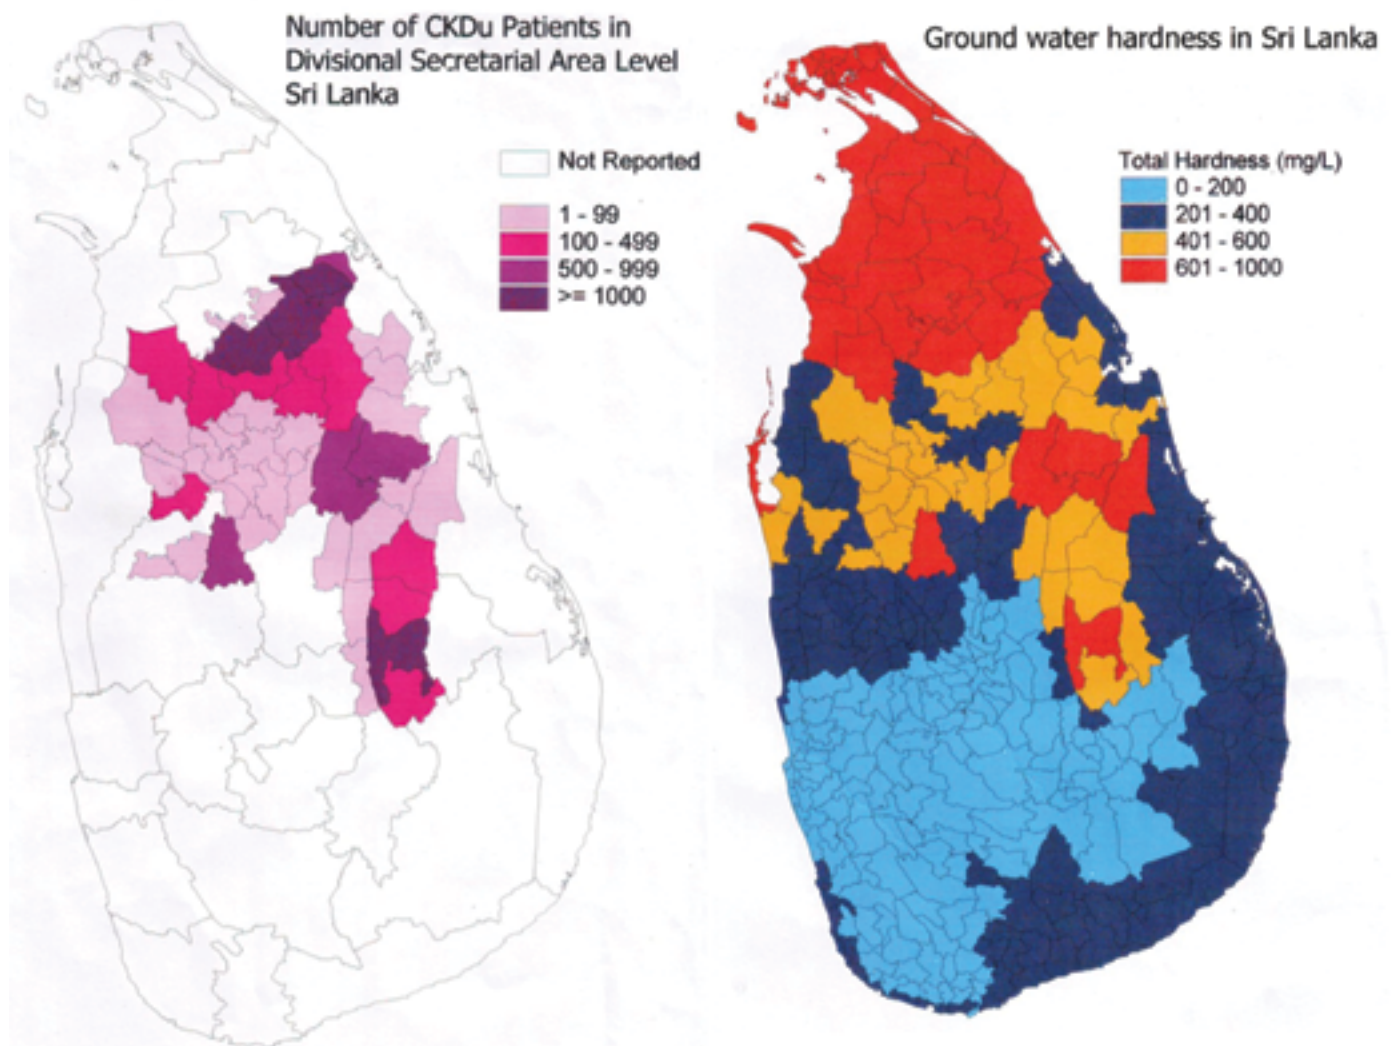 Number of CKDu Patients in
Divisional Secretarial Area Level
Sri Lanka
Not Reported
1 - 99
100 - 499
500 - 999
>= 1000
Ground water hardness in Sri Lanka
Total Hardness (mg/L)
0 - 200
201 - 400
401 - 600
601 - 1000